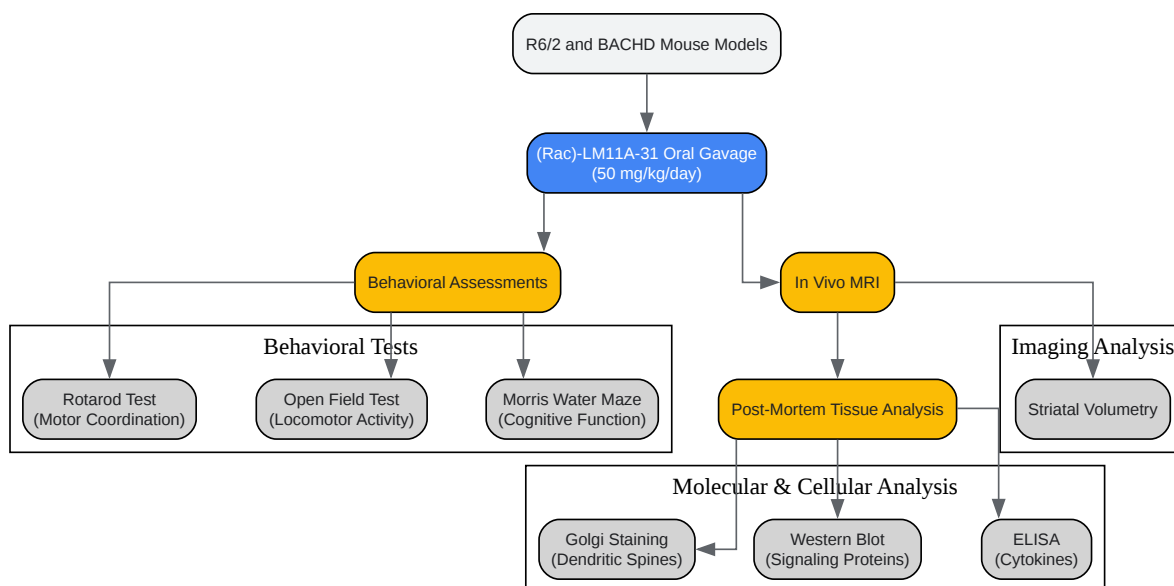 R6/2 and BACHD Mouse Models
(Rac)-LM11A-31 Oral Gavage
(50 mg/kg/day)
Behavioral Assessments
In Vivo MRI
Behavioral Tests
Imaging Analysis
Rotarod Test
(Motor Coordination)
Open Field Test
(Locomotor Activity)
Morris Water Maze
(Cognitive Function)
Post-Mortem Tissue Analysis
Striatal Volumetry
Molecular & Cellular Analysis
Golgi Staining
(Dendritic Spines)
Western Blot
(Signaling Proteins)
ELISA
(Cytokines)